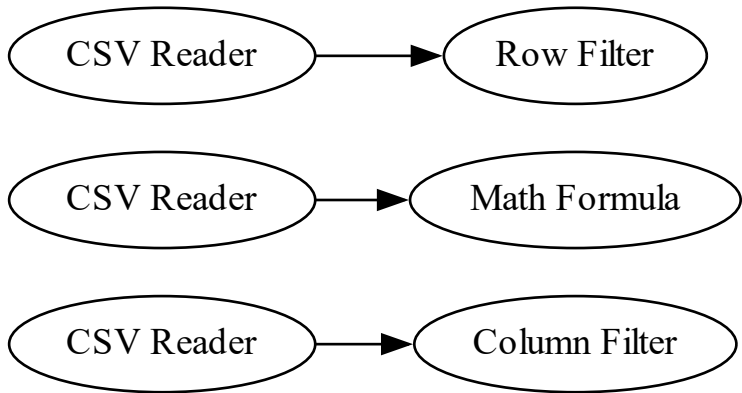 CSV Reader
Row Filter
CSV Reader
Math Formula
CSV Reader
Column Filter